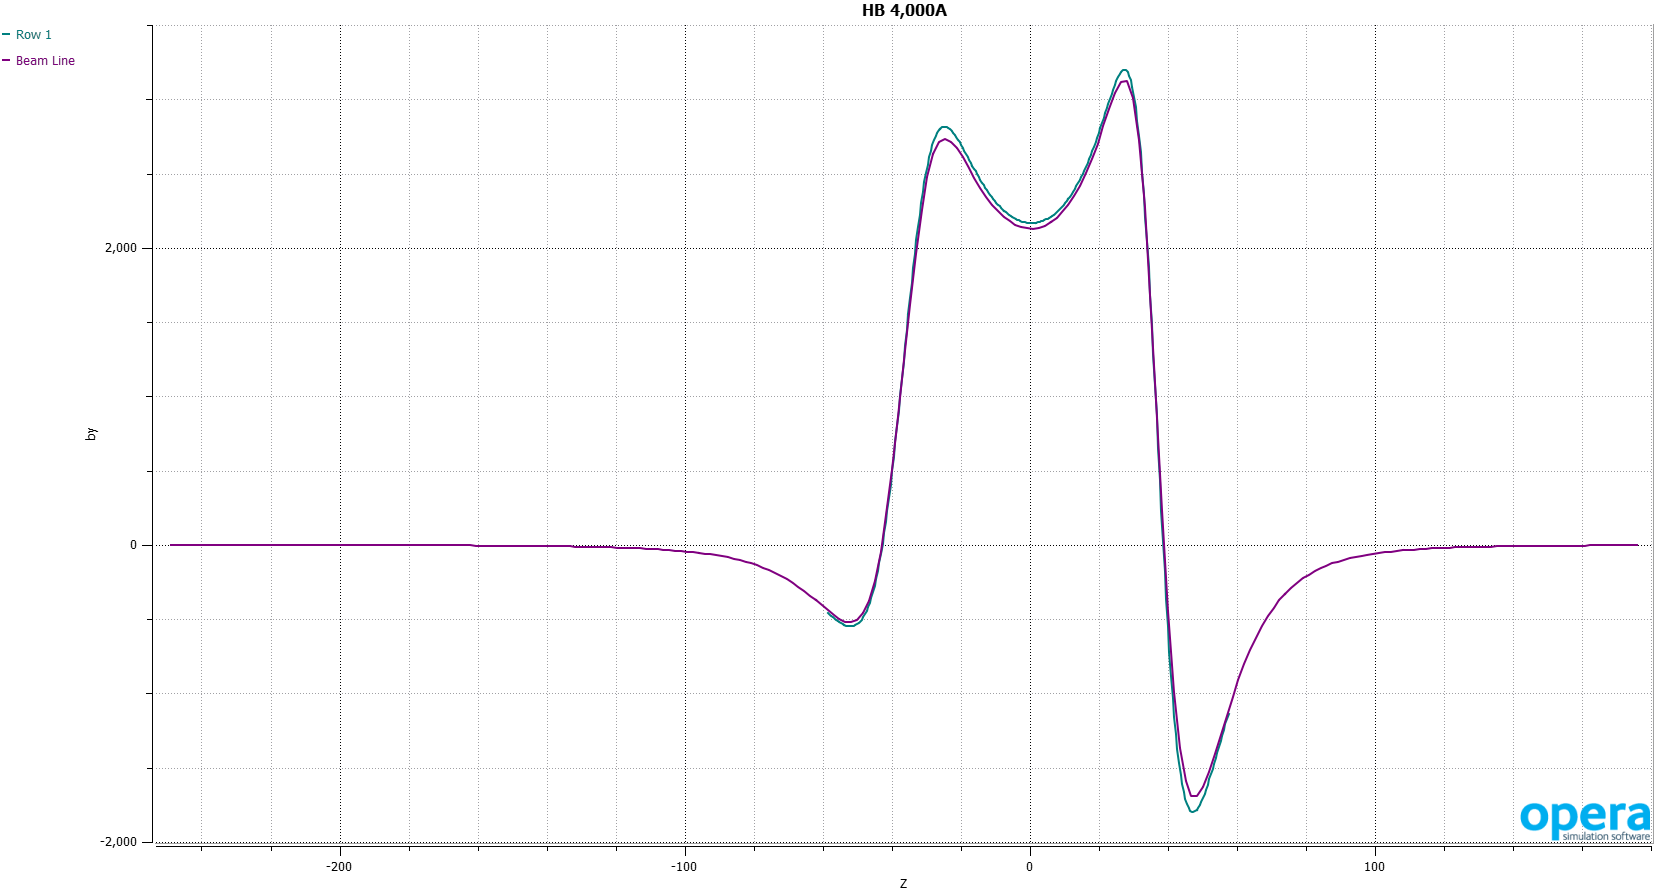 HB 4,000A
Row 1
Beam Line
2,000
by
0
-2,000
-200
-100
0
100
Z
opera
simulation software